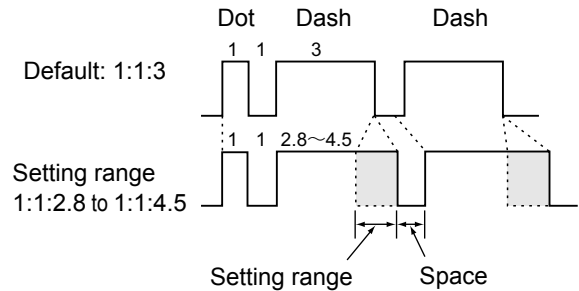 Dot Dash Dash
1 1 3
Default: 1:1:3
1 1 2.8～4.5
Setting range
1:1:2.8 to 1:1:4.5
Setting range Space